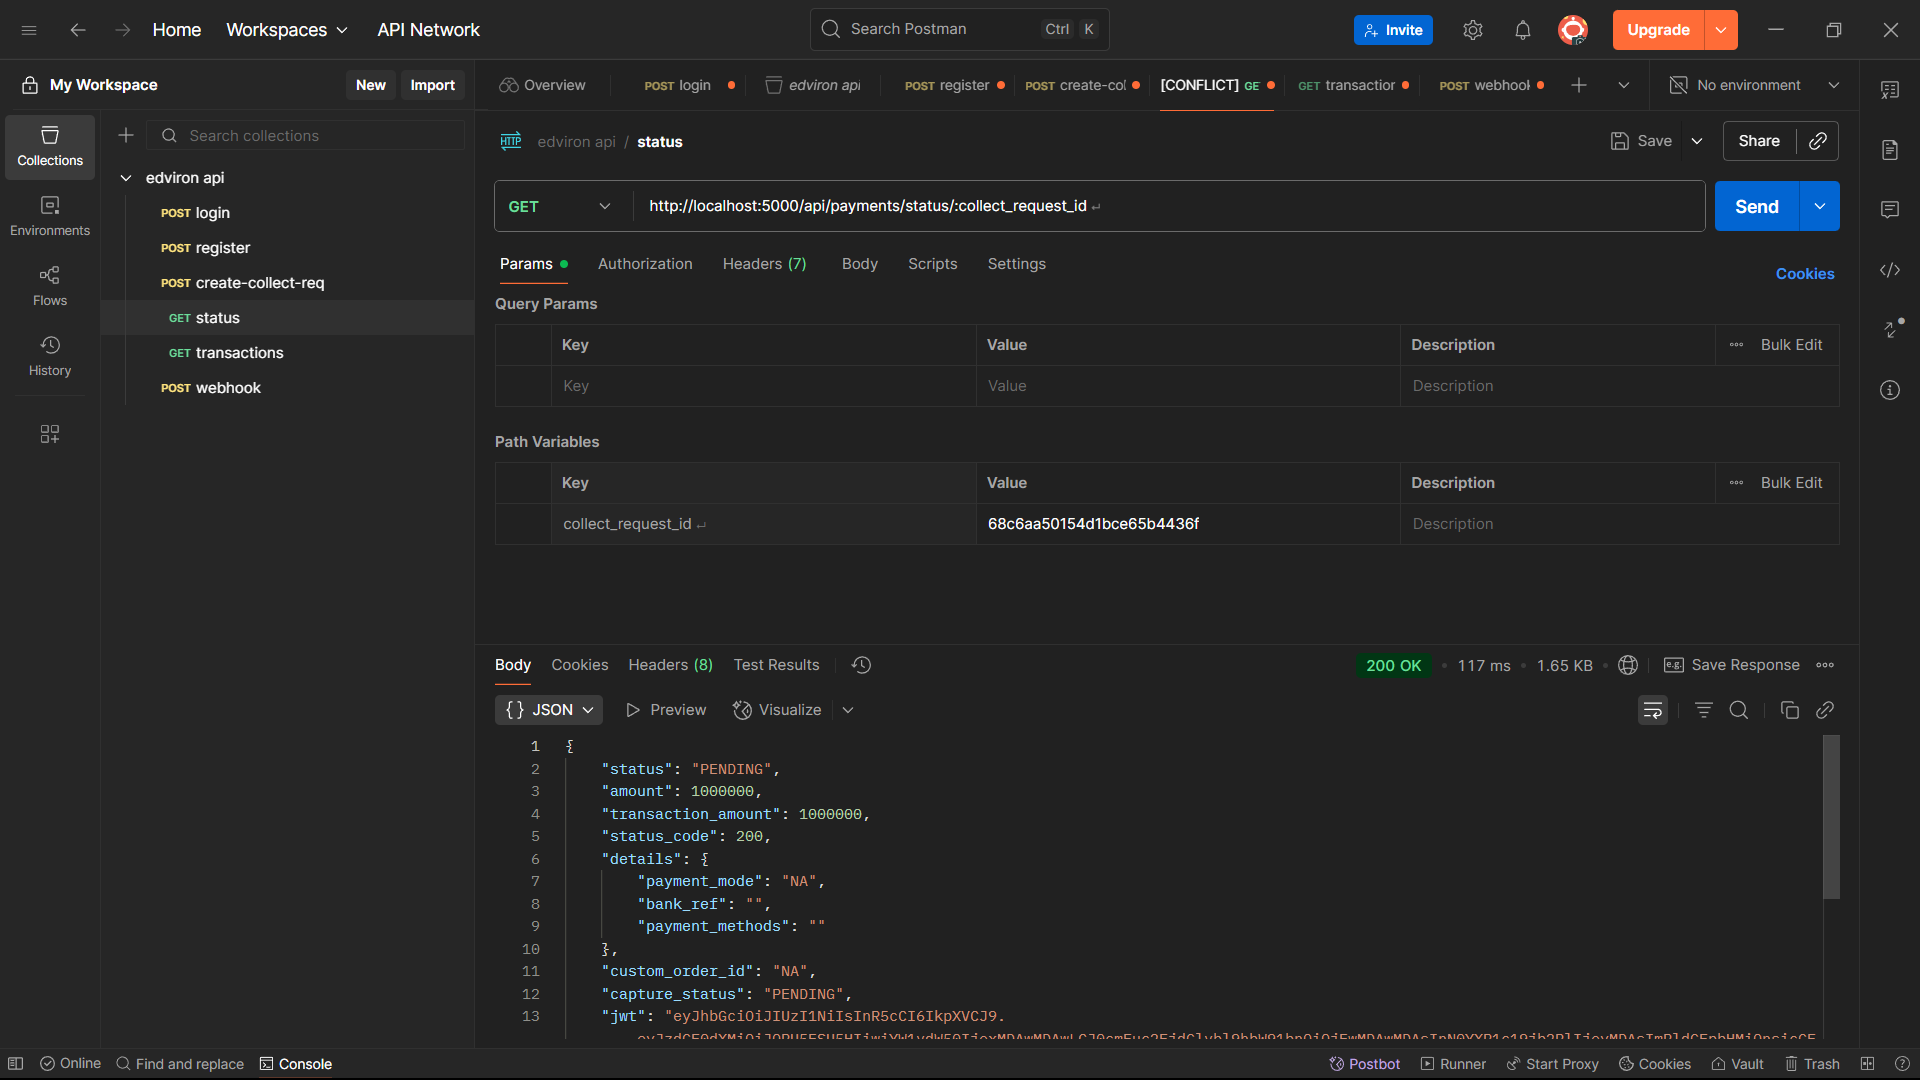 Home Workspaces API Network Search Postman Ctrl K Invite Upgrade
My Workspace New Import
Overview POST login edviron api POST register POST create-col [CONFLICT] GE GET transaction POST webhook No environment
Collections
Environments
Flows
History
Search collections
edviron api
POST login
POST register
POST create-collect-req
GET status
GET transactions
POST webhook
HTTP edviron api / status Save Share
GET http://localhost:5000/api/payments/status/:collect_request_id Send
Params Authorization Headers (7) Body Scripts Settings Cookies
Query Params
Key Value Description Bulk Edit
Key Value Description
Path Variables
Key Value Description Bulk Edit
collect_request_id 68c6aa50154d1bce65b4436f Description
Body Cookies Headers (8) Test Results 200 OK 117 ms 1.65 KB e.g. Save Response
{} JSON Preview Visualize
1 {
2 "status": "PENDING",
3 "amount": 1000000,
4 "transaction_amount": 1000000,
5 "status_code": 200,
6 "details": {
7 "payment_mode": "NA",
8 "bank_ref": "",
9 "payment_methods": ""
10 },
11 "custom_order_id": "NA",
12 "capture_status": "PENDING",
13 "jwt": "eyJhbGciOiJIUzI1NiIsInR5cCI6IkpXVCJ9.
Online Find and replace Console Postbot Runner Start Proxy Cookies Vault Trash